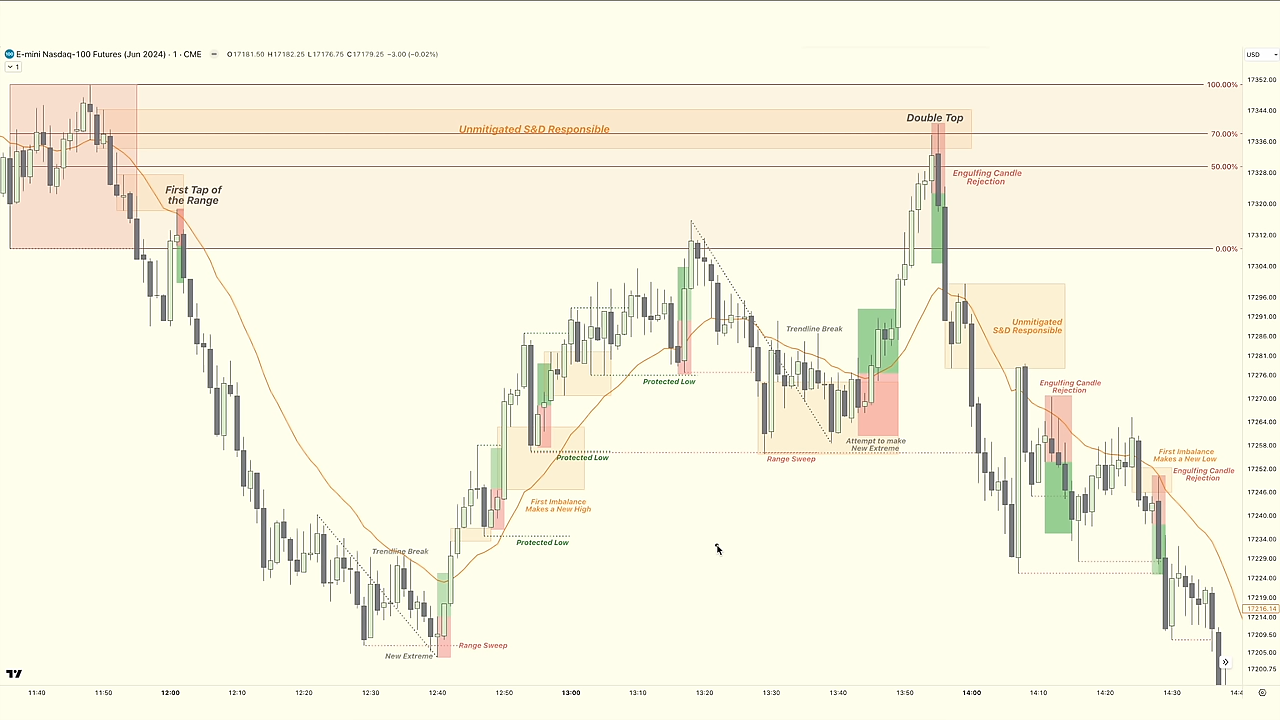 E-mini Nasdaq-100 Futures (Jun 2024) · 1 · CME O17181.50 H17182.25 L17176.75 C17179.25 −3.00 (−0.02%)
USD
1
17352.00
100.00%
17344.00
Double Top
Unmitigated S&D Responsible
70.00%
17336.00
50.00%
17328.00
Engulfing Candle
Rejection
First Tap of
the Range
17320.00
17312.00
0.00%
17304.00
17296.00
17291.00
Unmitigated
S&D Responsible
Trendline Break
17286.00
17281.00
17276.00
Protected Low
Engulfing Candle
Rejection
17270.00
17264.00
Attempt to make
New Extreme
17258.00
Protected Low
Range Sweep
First Imbalance
Makes a New Low
17252.00
Engulfing Candle
Rejection
17246.00
First Imbalance
Makes a New High
17240.00
Protected Low
17234.00
Trendline Break
17229.00
17224.00
17219.00
17216.14
17214.00
17209.50
Range Sweep
New Extreme
17205.00
17200.75
11:40 11:50 12:00 12:10 12:20 12:30 12:40 12:50 13:00 13:10 13:20 13:30 13:40 13:50 14:00 14:10 14:20 14:30 14:4